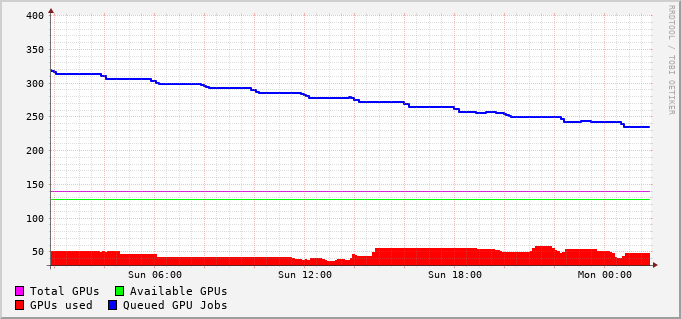 400
350
300
250
200
150
100
50
Sun 06:00 Sun 12:00 Sun 18:00 Mon 00:00
Total GPUs Available GPUs
GPUs used Queued GPU Jobs
RRDTOOL / TOBI OETIKER